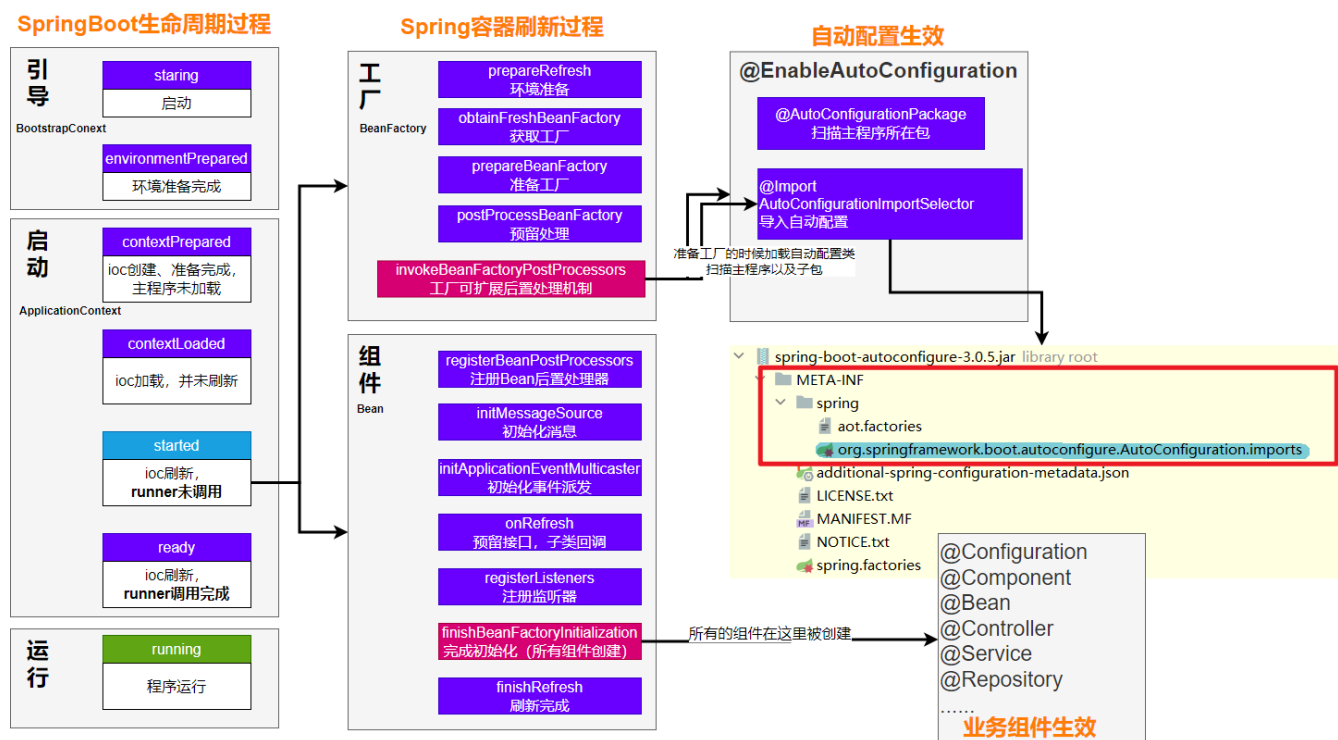 SpringBoot生命周期过程
引
导
BootstrapConext
staring
启动
environmentPrepared
环境准备完成
启
动
ApplicationContext
contextPrepared
ioc创建、准备完成，
主程序未加载
contextLoaded
ioc加载，并未刷新
started
ioc刷新，
runner未调用
ready
ioc刷新，
runner调用完成
运
行
running
程序运行
Spring容器刷新过程
工
厂
BeanFactory
prepareRefresh
环境准备
obtainFreshBeanFactory
获取工厂
prepareBeanFactory
准备工厂
postProcessBeanFactory
预留处理
invokeBeanFactoryPostProcessors
工厂可扩展后置处理机制
组
件
Bean
registerBeanPostProcessors
注册Bean后置处理器
initMessageSource
初始化消息
initApplicationEventMulticaster
初始化事件派发
onRefresh
预留接口，子类回调
registerListeners
注册监听器
finishBeanFactoryInitialization
完成初始化（所有组件创建）
finishRefresh
刷新完成
自动配置生效
@EnableAutoConfiguration
@AutoConfigurationPackage
扫描主程序所在包
@Import
AutoConfigurationImportSelector
导入自动配置
准备工厂的时候加载自动配置类
扫描主程序以及子包
spring-boot-autoconfigure-3.0.5.jar library root
META-INF
spring
aot.factories
org.springframework.boot.autoconfigure.AutoConfiguration.imports
additional-spring-configuration-metadata.json
LICENSE.txt
MF MANIFEST.MF
NOTICE.txt
spring.factories
所有的组件在这里被创建
@Configuration
@Component
@Bean
@Controller
@Service
@Repository
......
业务组件生效